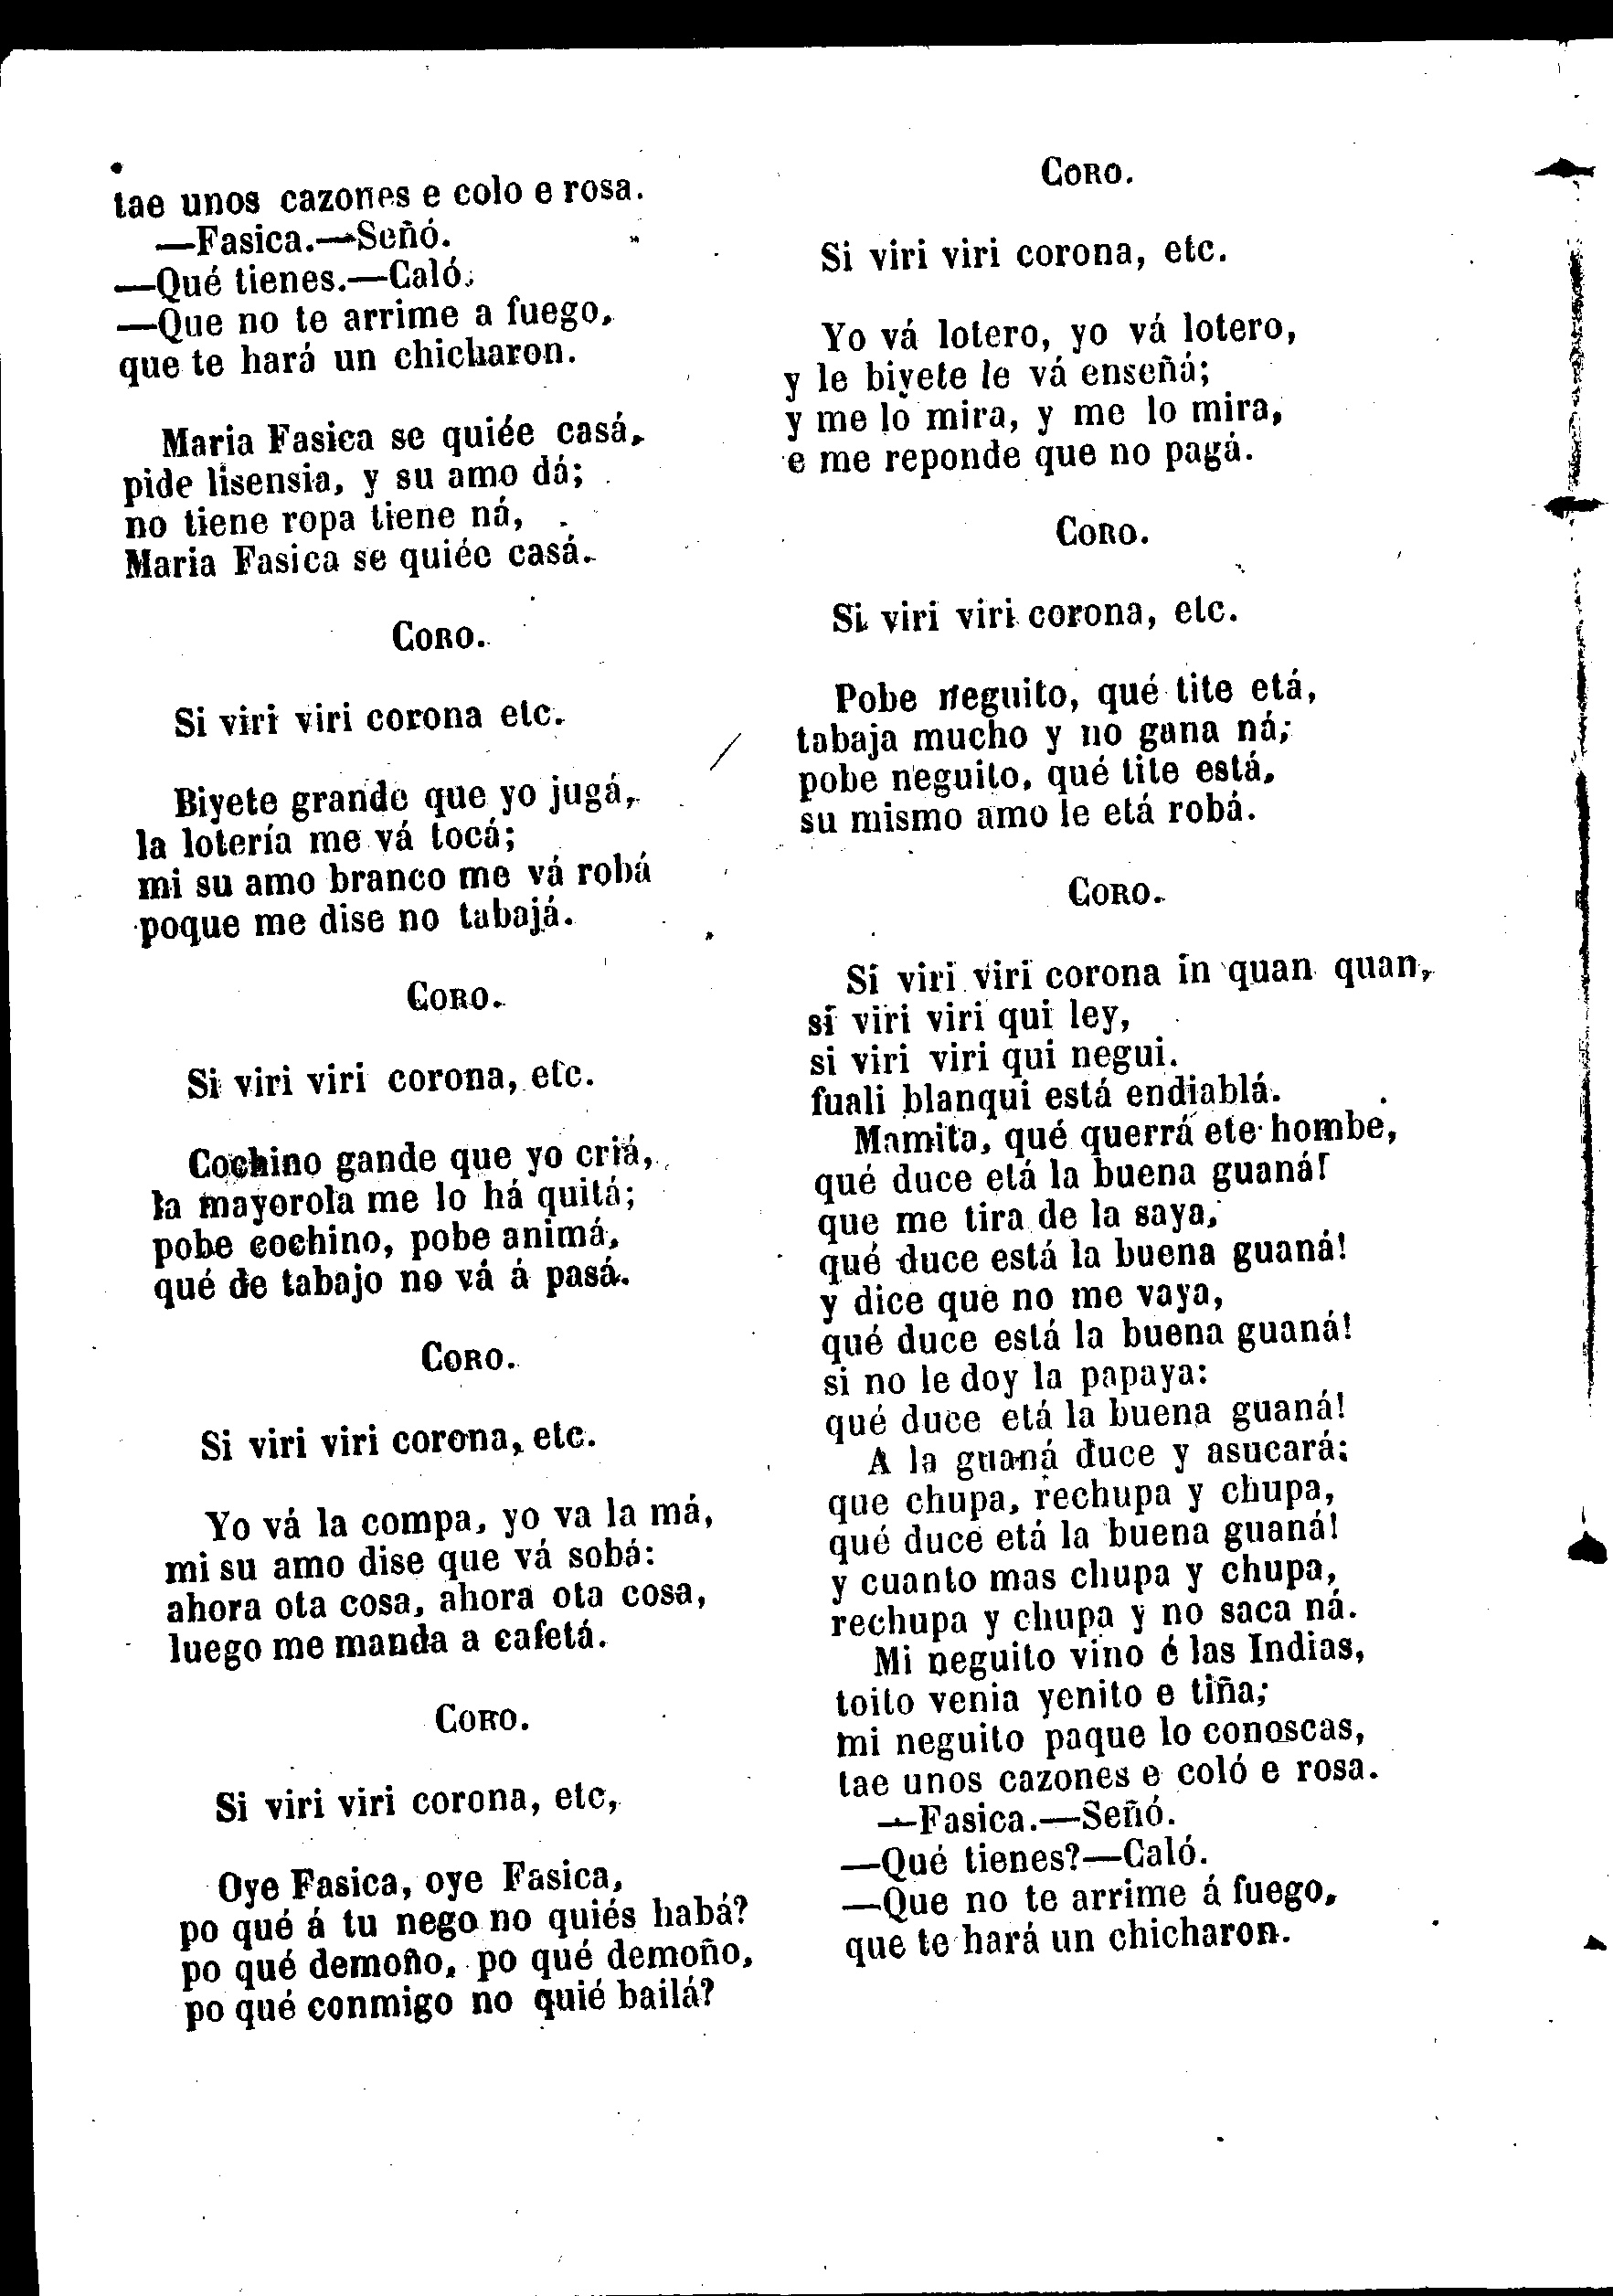 tae unos cazones e colo e rosa.
—Fasica.—Señó.
—Qué tienes.—Caló.
—Que no te arrime a fuego,
que te hará un chicharon.
Maria Fasica se quiée casá,
pide lisensia, y su amo dá;
no tiene ropa tiene ná,
Maria Fasica se quiée casá.
CORO.
Si viri viri corona etc.
Biyete grande que yo jugá,
la lotería me vá tocá;
mi su amo branco me vá robá
poque me dise no tabajá.
CORO.
Si viri viri corona, etc.
Cochino gande que yo criá,
la mayorola me lo há quitá;
pobe cochino, pobe animá,
qué de tabajo no vá á pasá.
CORO.
Si viri viri corona, etc.
Yo vá la compa, yo va la má,
mi su amo dise que vá sobá:
ahora ota cosa, ahora ota cosa,
luego me manda a cafetá.
CORO.
Si viri viri corona, etc,
Oye Fasica, oye Fasica,
po qué á tu nego no quiés habá?
po qué demoño, po qué demoño,
po qué conmigo no quié bailá?
CORO.
Si viri viri corona, etc.
Yo vá lotero, yo vá lotero,
y le biyete le vá enseñá;
y me lo mira, y me lo mira,
e me reponde que no pagá.
CORO.
Si viri viri corona, etc.
Pobe neguito, qué tite etá,
tabaja mucho y no gana ná;
pobe neguito, qué tite está,
su mismo amo le etá robá.
CORO.
Si viri viri corona in quan quan,
si viri viri qui ley,
si viri viri qui negui.
fuali blanqui está endiablá.
Mamita, qué querrá ete hombe,
qué duce etá la buena guaná!
que me tira de la saya,
qué duce está la buena guaná!
y dice que no me vaya,
qué duce está la buena guaná!
si no le doy la papaya:
qué duce etá la buena guaná!
A la guaná duce y asucará:
que chupa, rechupa y chupa,
qué duce etá la buena guaná!
y cuanto mas chupa y chupa,
rechupa y chupa y no saca ná.
Mi neguito vino é las Indias,
toito venia yenito e tiña;
mi neguito paque lo conoscas,
tae unos cazones e coló e rosa.
—Fasica.—Señó.
—Qué tienes?—Caló.
—Que no te arrime á fuego,
que te hará un chicharon.